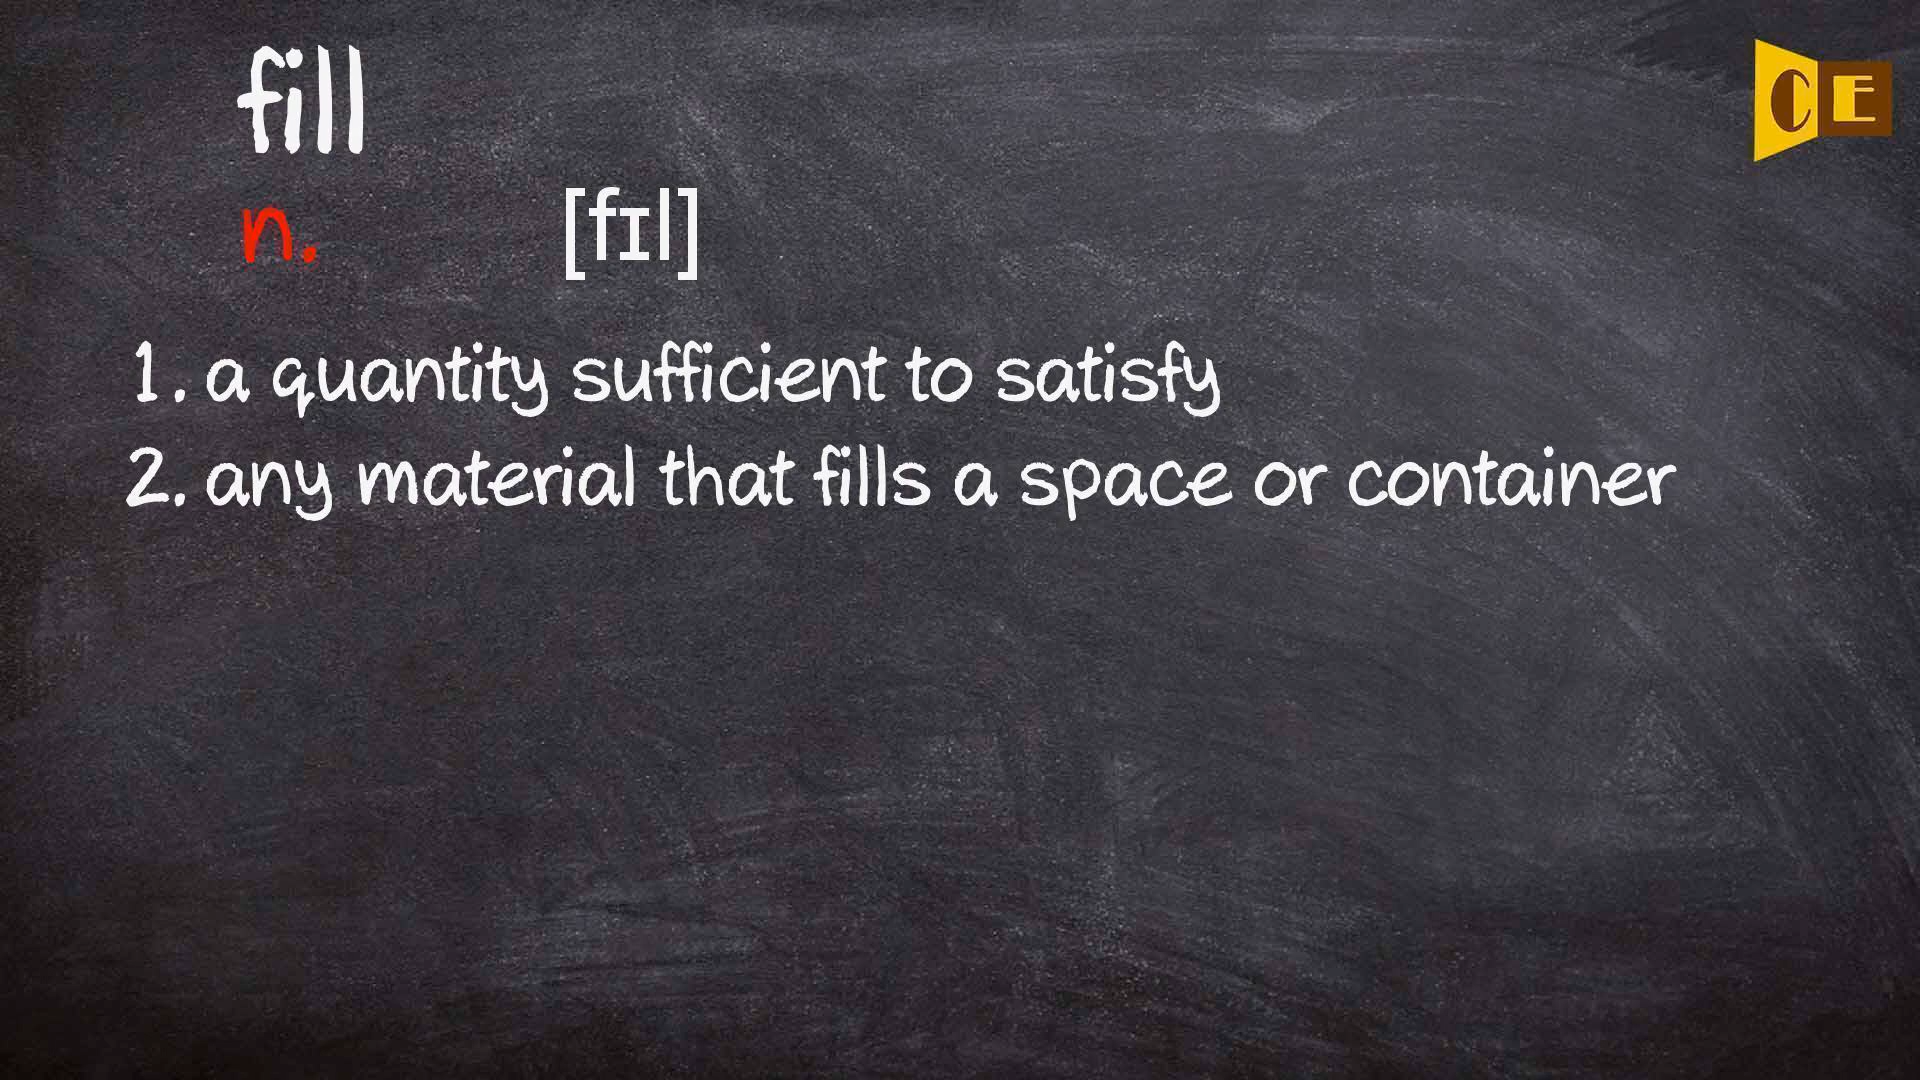 fill
CE
n. [fɪl]
1. a quantity sufficient to satisfy
2. any material that fills a space or container